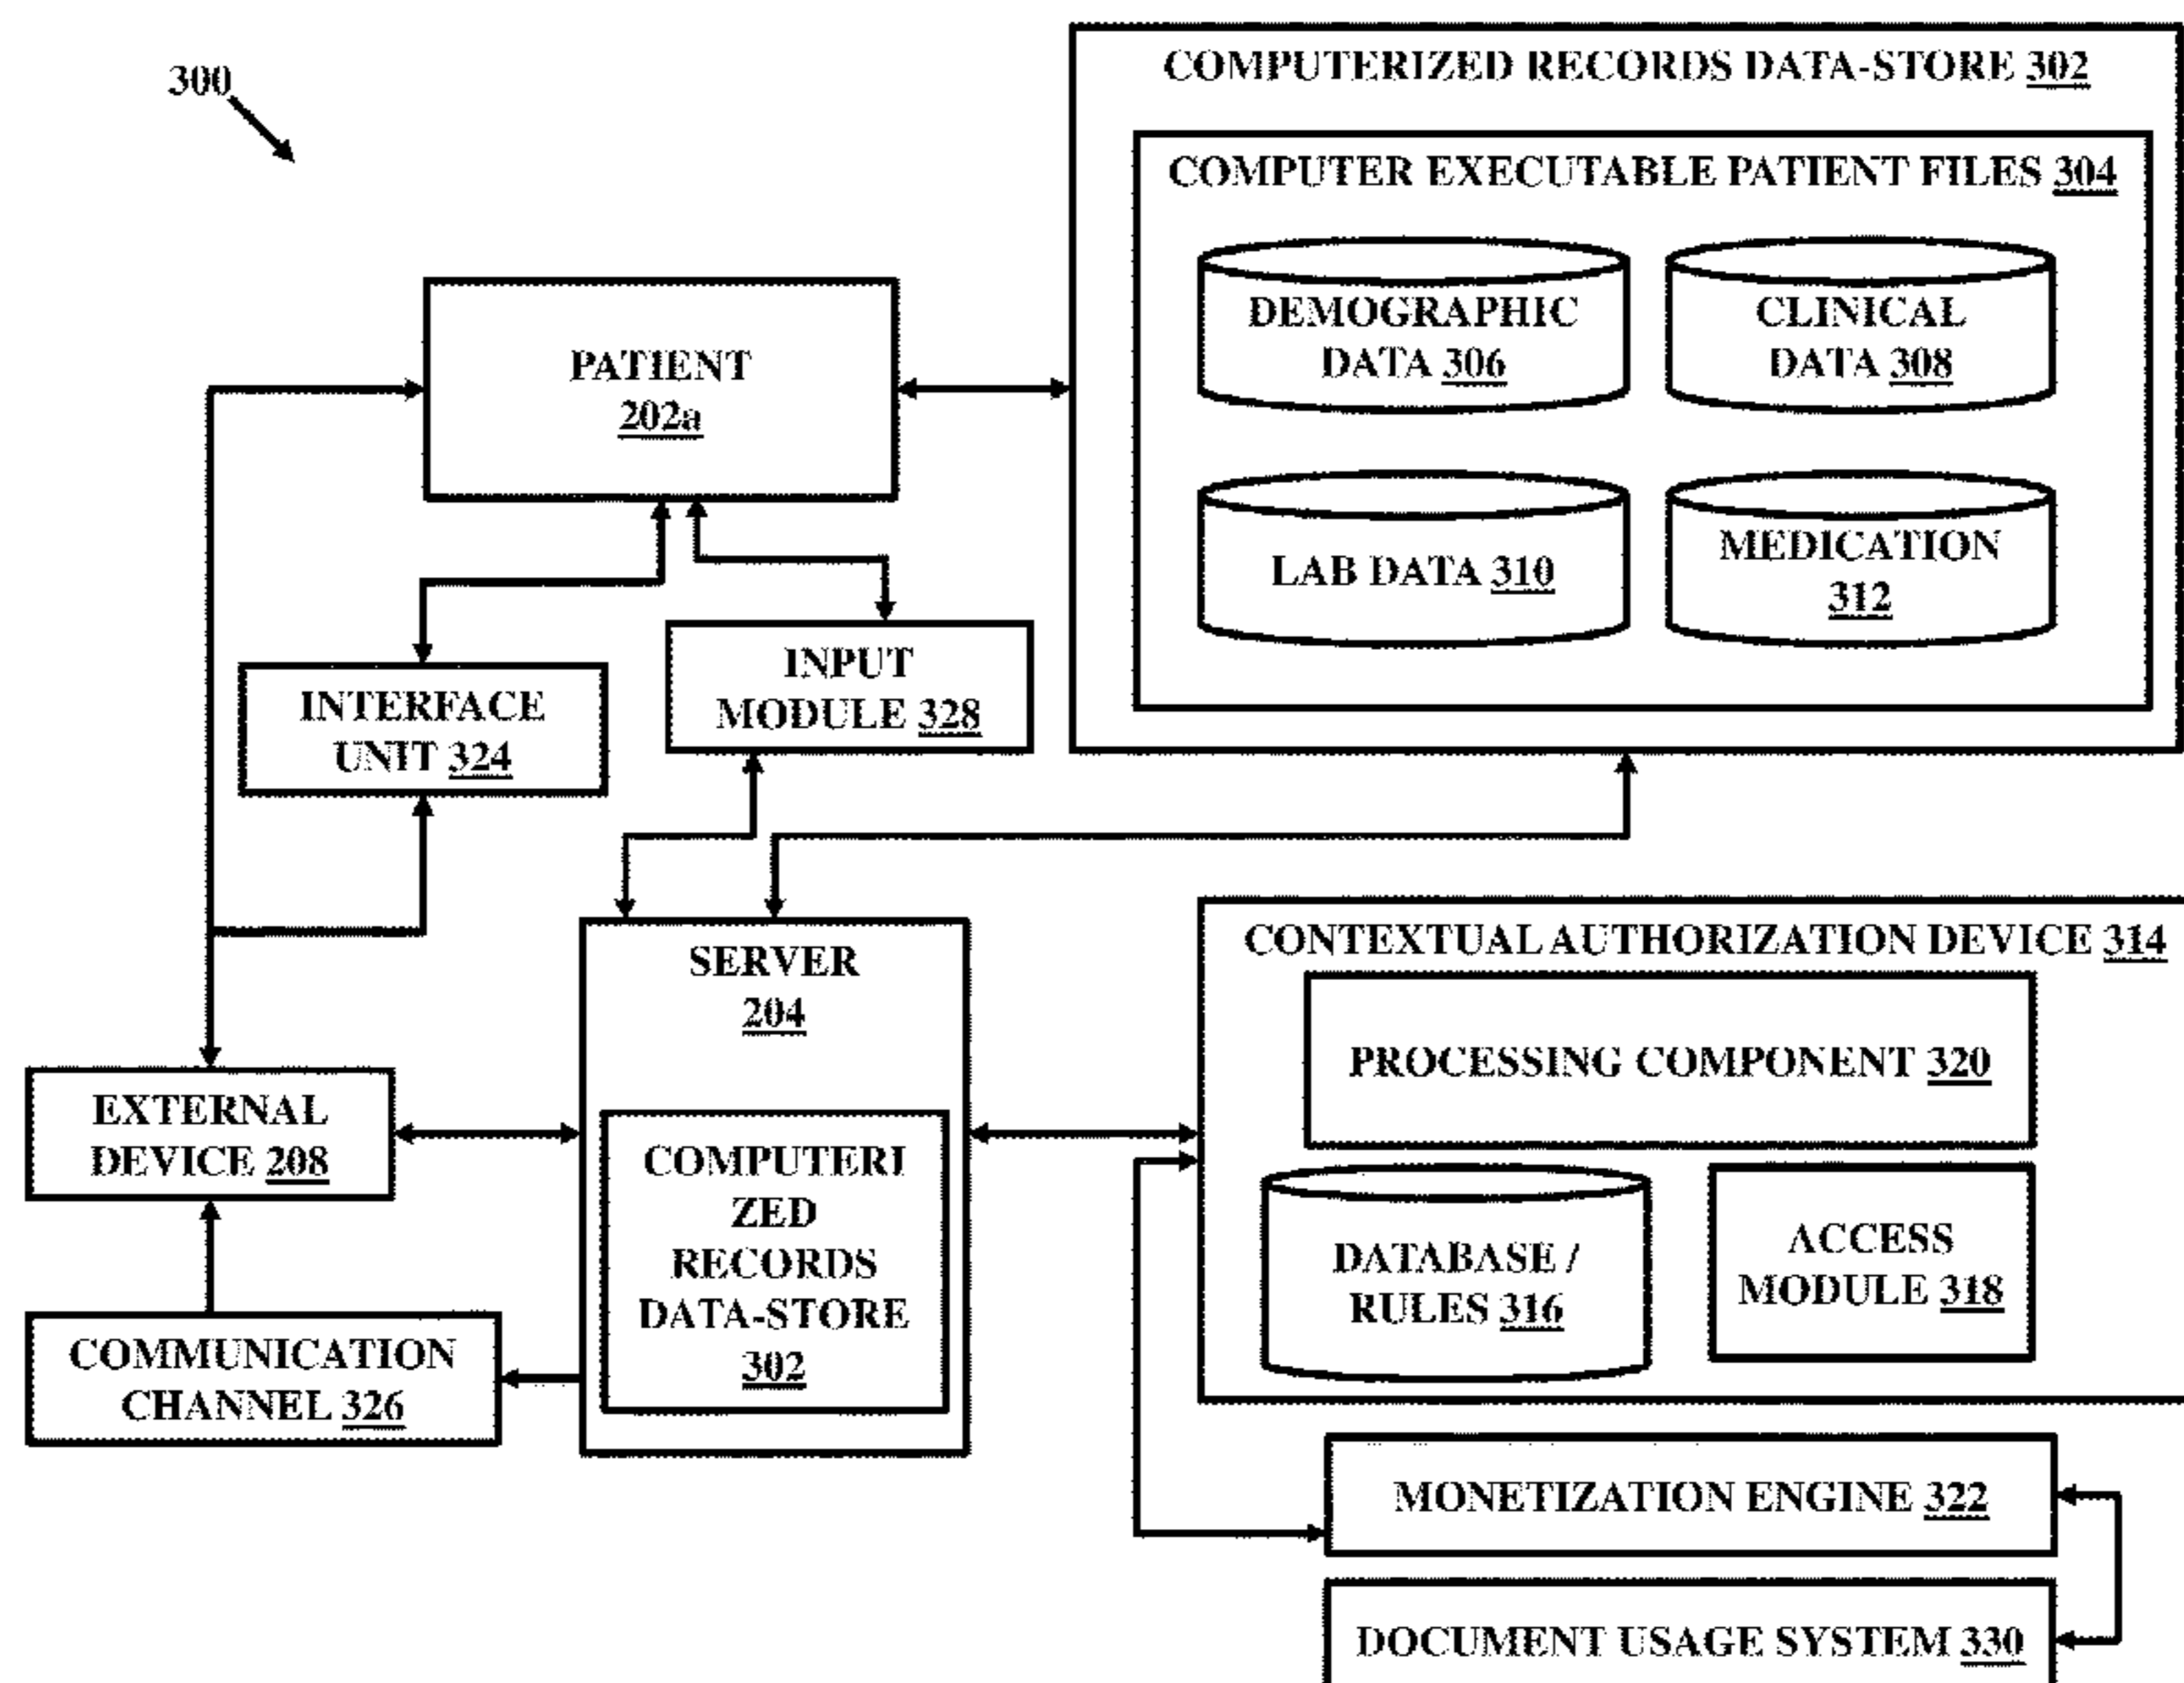 300
COMPUTERIZED RECORDS DATA-STORE 302
COMPUTER EXECUTABLE PATIENT FILES 304
DEMOGRAPHIC
DATA 306
CLINICAL
DATA 308
LAB DATA 310
MEDICATION
312
PATIENT
202a
INTERFACE
UNIT 324
INPUT
MODULE 328
SERVER
204
COMPUTERI
ZED
RECORDS
DATA-STORE
302
EXTERNAL
DEVICE 208
COMMUNICATION
CHANNEL 326
CONTEXTUAL AUTHORIZATION DEVICE 314
PROCESSING COMPONENT 320
DATABASE /
RULES 316
ACCESS
MODULE 318
MONETIZATION ENGINE 322
DOCUMENT USAGE SYSTEM 330